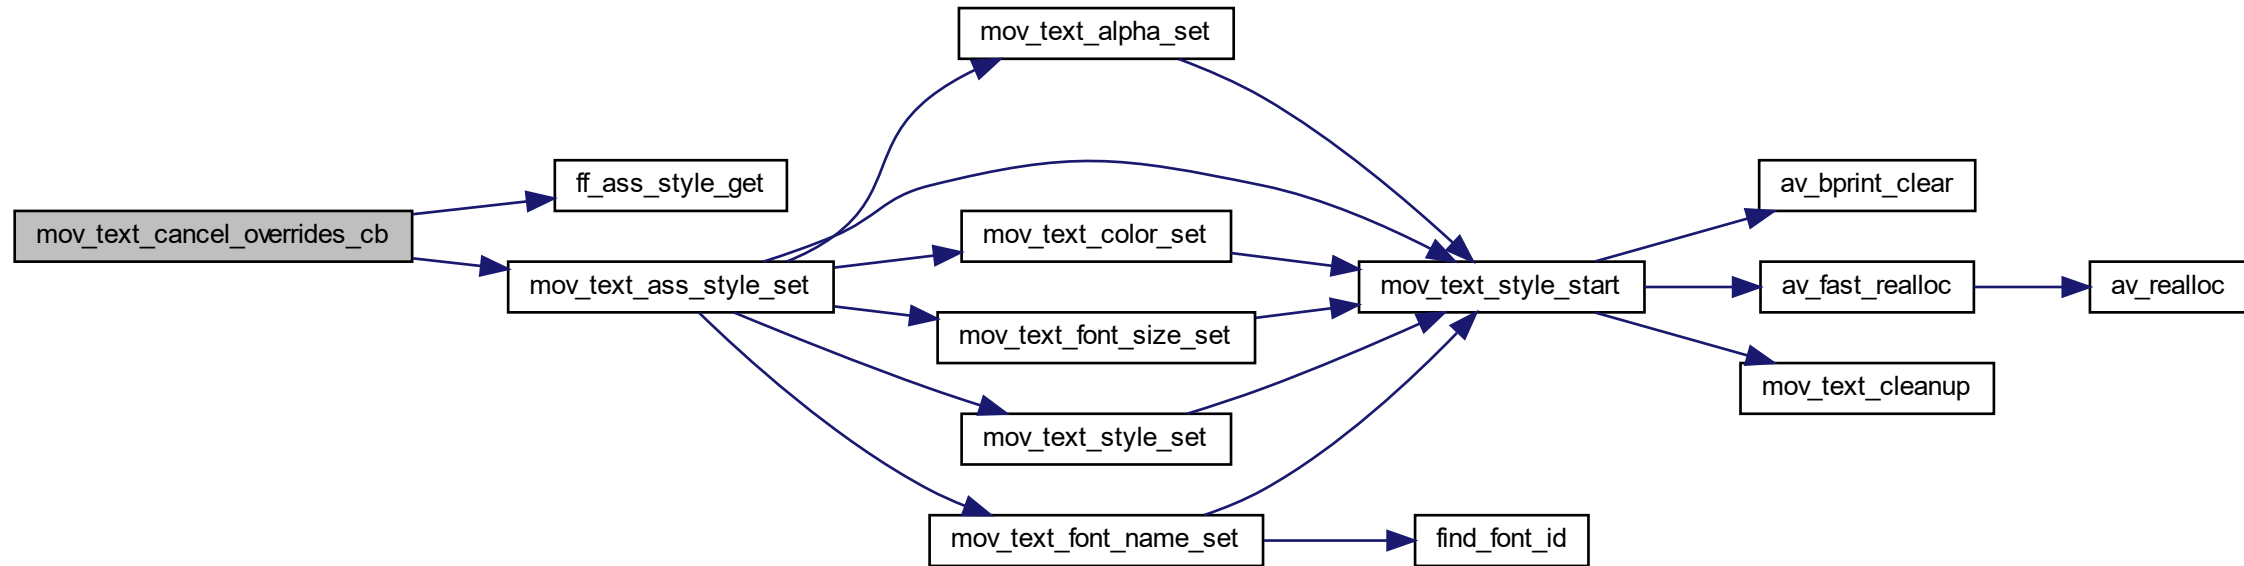 mov_text_alpha_set
ff_ass_style_get
av_bprint_clear
mov_text_cancel_overrides_cb
mov_text_color_set
mov_text_ass_style_set
mov_text_style_start
av_fast_realloc
av_realloc
mov_text_font_size_set
mov_text_cleanup
mov_text_style_set
mov_text_font_name_set
find_font_id